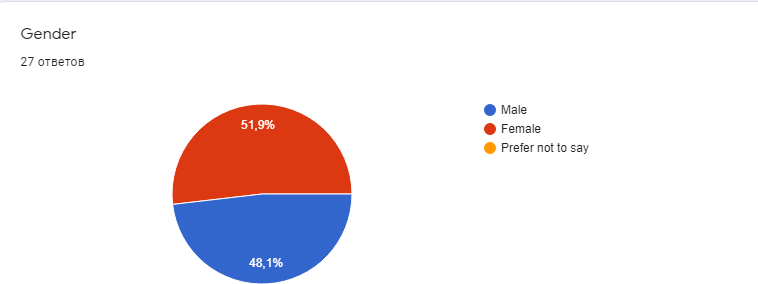 Gender
27 ответов
51,9%
48,1%
Male
Female
Prefer not to say